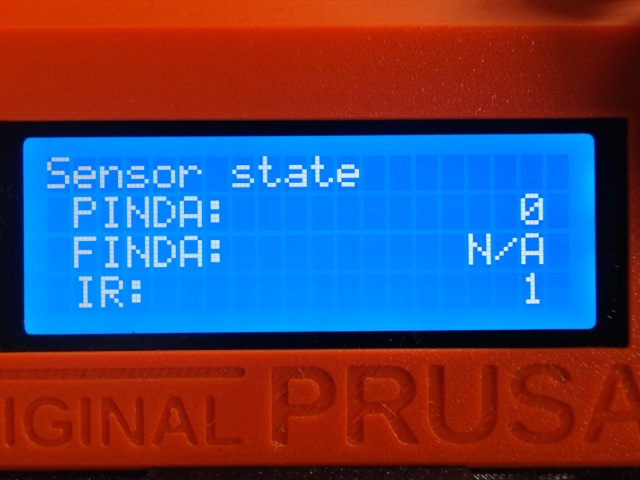 Sensor state
PINDA: 0
FINDA: N/A
IR: 1
IGINAL PRUSA